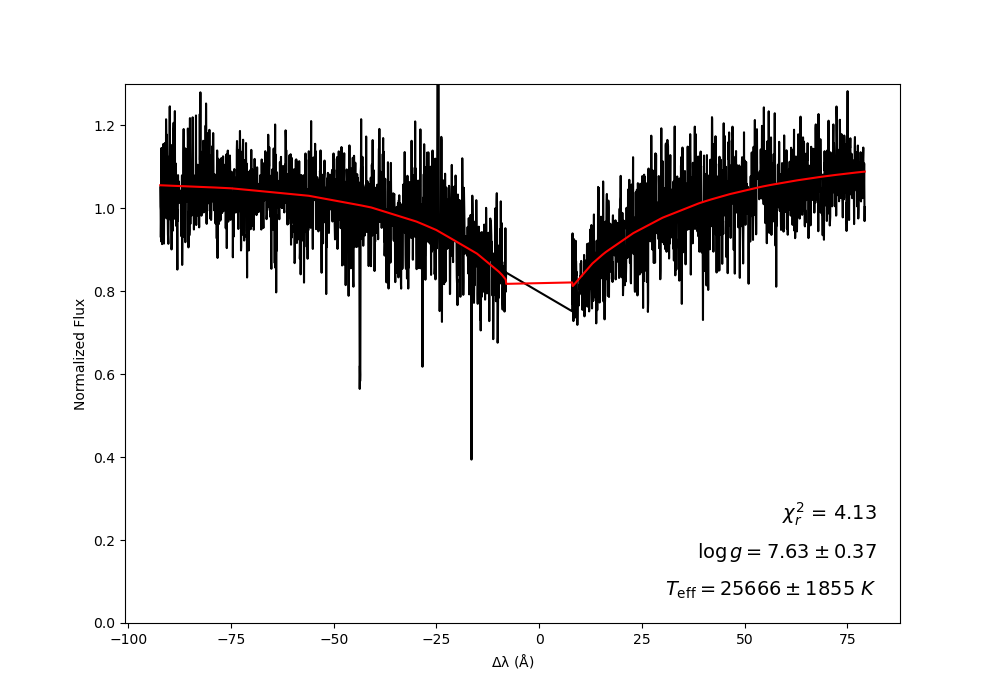 1.2
1.0
0.8
0.6
0.4
0.2
0.0
Normalized Flux
χ²ᵣ = 4.13
log g = 7.63 ± 0.37
T_eff = 25666 ± 1855 K
−100 −75 −50 −25 0 25 50 75
Δλ (Å)